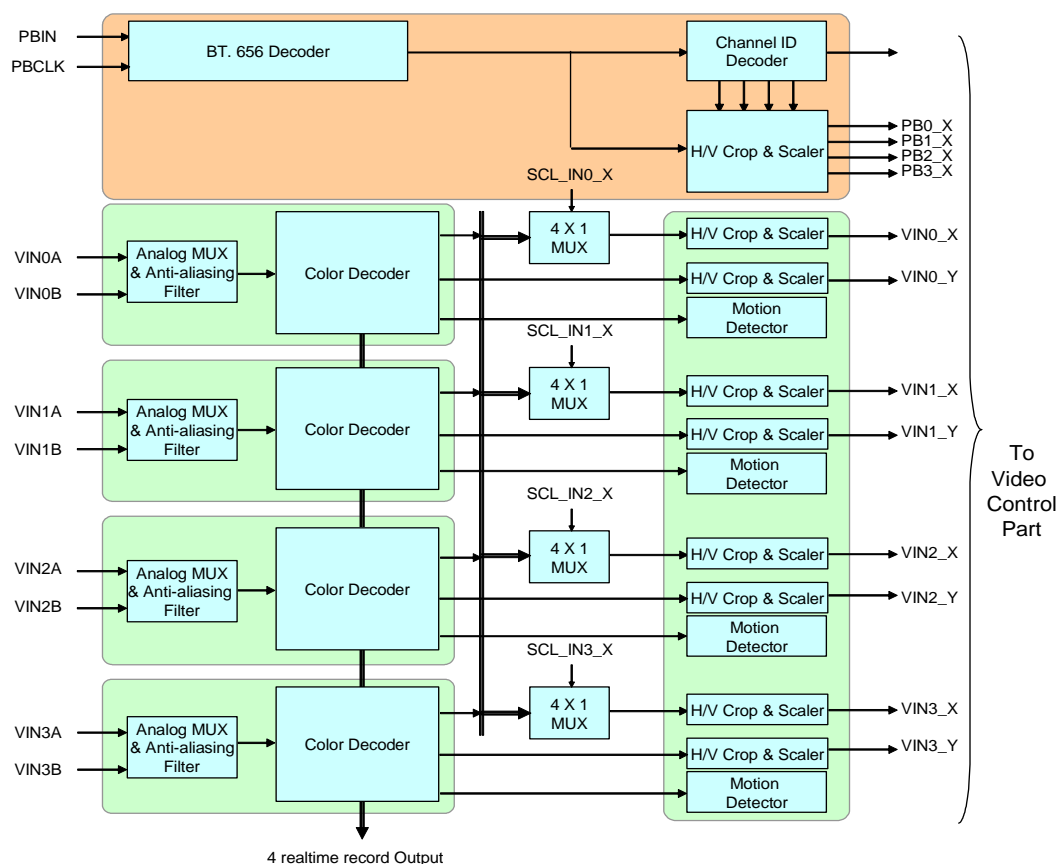 PBIN
PBCLK
BT. 656 Decoder
Channel ID
Decoder
H/V Crop & Scaler
PB0_X
PB1_X
PB2_X
PB3_X
SCL_IN0_X
VIN0A
VIN0B
Analog MUX
& Anti-aliasing
Filter
Color Decoder
4 X 1
MUX
H/V Crop & Scaler
VIN0_X
H/V Crop & Scaler
VIN0_Y
Motion
Detector
SCL_IN1_X
VIN1A
VIN1B
Analog MUX
& Anti-aliasing
Filter
Color Decoder
4 X 1
MUX
H/V Crop & Scaler
VIN1_X
H/V Crop & Scaler
VIN1_Y
Motion
Detector
To
Video
Control
Part
SCL_IN2_X
VIN2A
VIN2B
Analog MUX
& Anti-aliasing
Filter
Color Decoder
4 X 1
MUX
H/V Crop & Scaler
VIN2_X
H/V Crop & Scaler
VIN2_Y
Motion
Detector
SCL_IN3_X
VIN3A
VIN3B
Analog MUX
& Anti-aliasing
Filter
Color Decoder
4 X 1
MUX
H/V Crop & Scaler
VIN3_X
H/V Crop & Scaler
VIN3_Y
Motion
Detector
4 realtime record Output